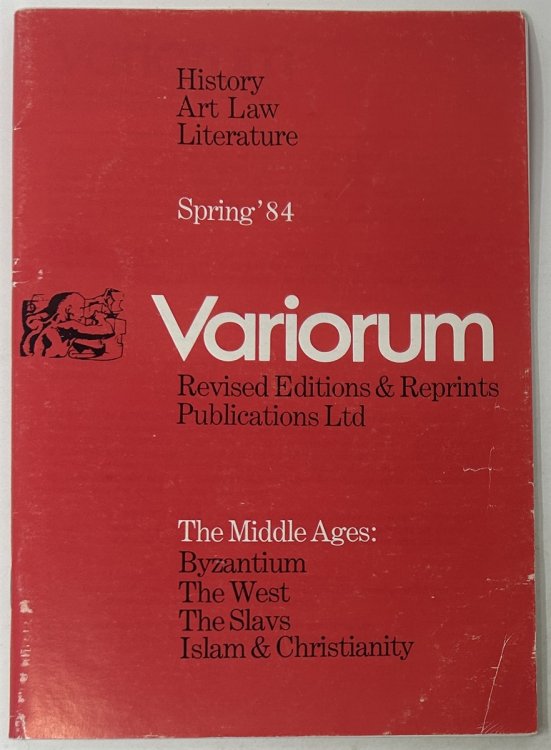 History
Art Law
Literature
Spring '84
Variorum
Revised Editions & Reprints
Publications Ltd
The Middle Ages:
Byzantium
The West
The Slavs
Islam & Christianity